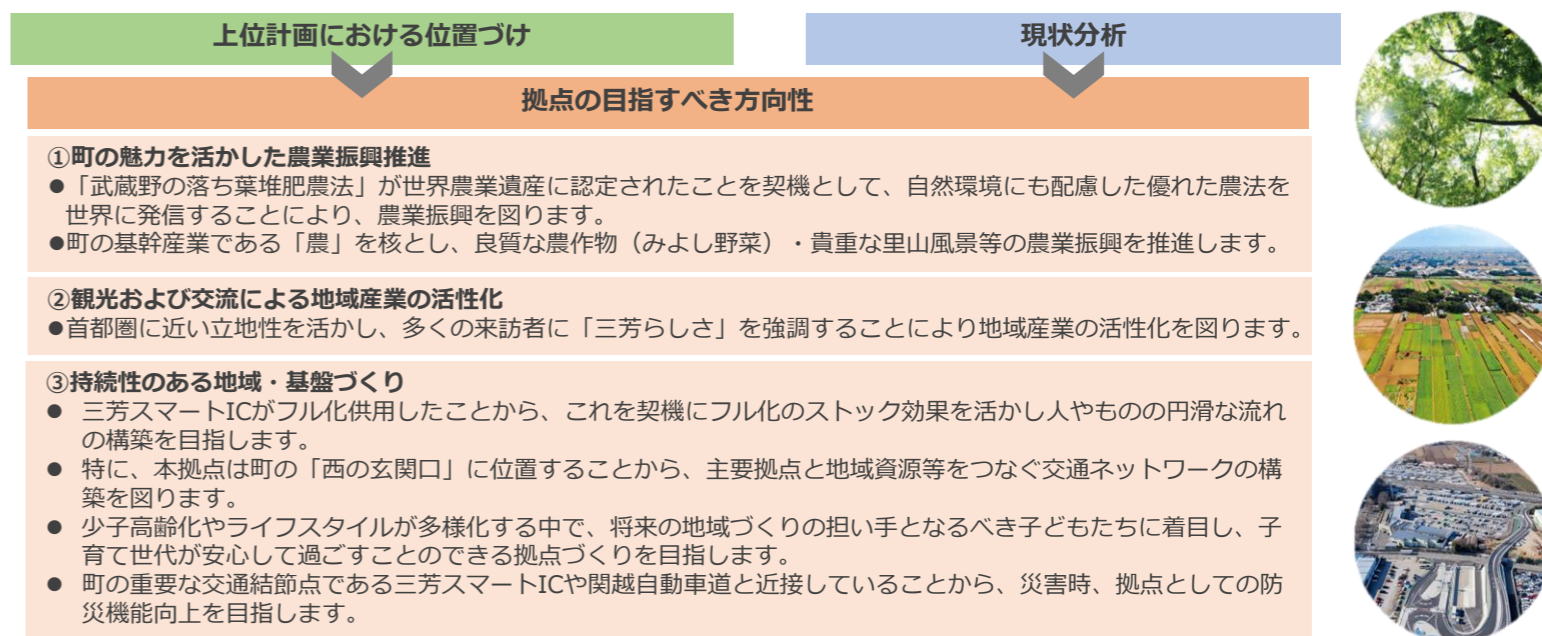 上位計画における位置づけ
現状分析
拠点の目指すべき方向性
①町の魅力を活かした農業振興推進
●「武蔵野の落ち葉堆肥農法」が世界農業遺産に認定されたことを契機として、自然環境にも配慮した優れた農法を
世界に発信することにより、農業振興を図ります。
●町の基幹産業である「農」を核とし、良質な農作物（みよし野菜）・貴重な里山風景等の農業振興を推進します。
②観光および交流による地域産業の活性化
●首都圏に近い立地性を活かし、多くの来訪者に「三芳らしさ」を強調することにより地域産業の活性化を図ります。
③持続性のある地域・基盤づくり
● 三芳スマートICがフル化供用したことから、これを契機にフル化のストック効果を活かし人やものの円滑な流れ
の構築を目指します。
● 特に、本拠点は町の「西の玄関口」に位置することから、主要拠点と地域資源等をつなぐ交通ネットワークの構
築を図ります。
● 少子高齢化やライフスタイルが多様化する中で、将来の地域づくりの担い手となるべき子どもたちに着目し、子
育て世代が安心して過ごすことのできる拠点づくりを目指します。
● 町の重要な交通結節点である三芳スマートICや関越自動車道と近接していることから、災害時、拠点としての防
災機能向上を目指します。